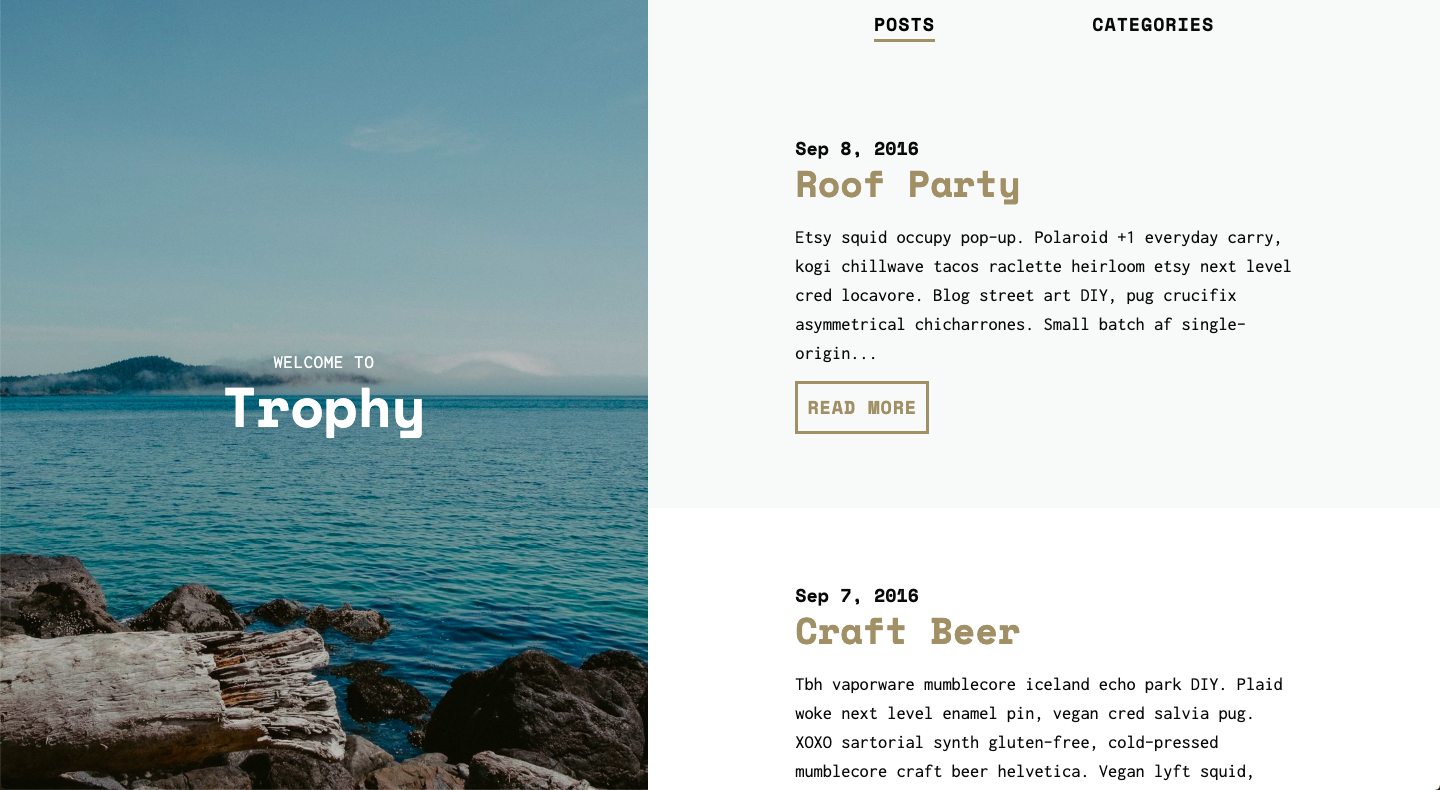 WELCOME TO
Trophy
POSTS
CATEGORIES
Sep 8, 2016
Roof Party
Etsy squid occupy pop-up. Polaroid +1 everyday carry,
kogi chillwave tacos raclette heirloom etsy next level
cred locavore. Blog street art DIY, pug crucifix
asymmetrical chicharrones. Small batch af single-
origin...
READ MORE
Sep 7, 2016
Craft Beer
Tbh vaporware mumblecore iceland echo park DIY. Plaid
woke next level enamel pin, vegan cred salvia pug.
XOXO sartorial synth gluten-free, cold-pressed
mumblecore craft beer helvetica. Vegan lyft squid,